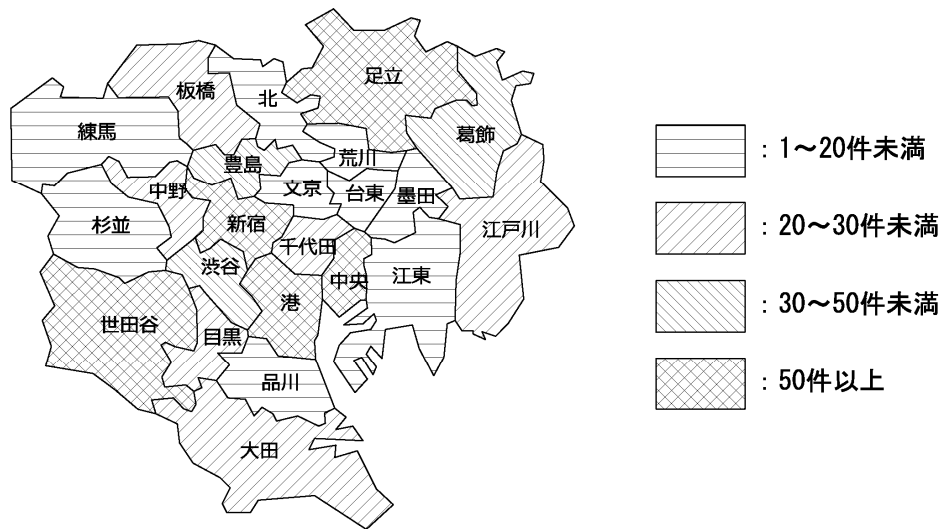 足立
板橋
北
葛飾
練馬
荒川
豊島
中野
文京
台東
墨田
杉並
新宿
江戸川
千代田
渋谷
中央
江東
港
世田谷
目黒
品川
大田
：1～20件未満
：20～30件未満
：30～50件未満
：50件以上